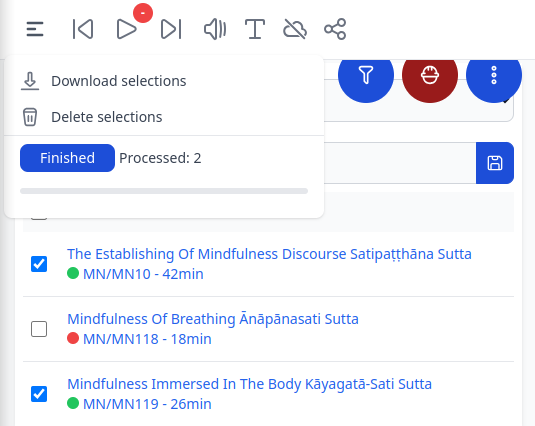 -
Download selections
Delete selections
Finished Processed: 2
The Establishing Of Mindfulness Discourse Satipaṭṭhāna Sutta
MN/MN10 - 42min
Mindfulness Of Breathing Ānāpānasati Sutta
MN/MN118 - 18min
Mindfulness Immersed In The Body Kāyagatā-Sati Sutta
MN/MN119 - 26min